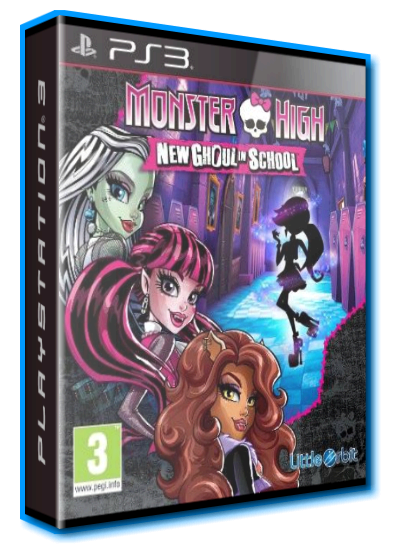 PS3
MONSTER HIGH
NEW GHOUL IN SCHOOL
PLAYSTATION 3
3
www.pegi.info
Little Orbit